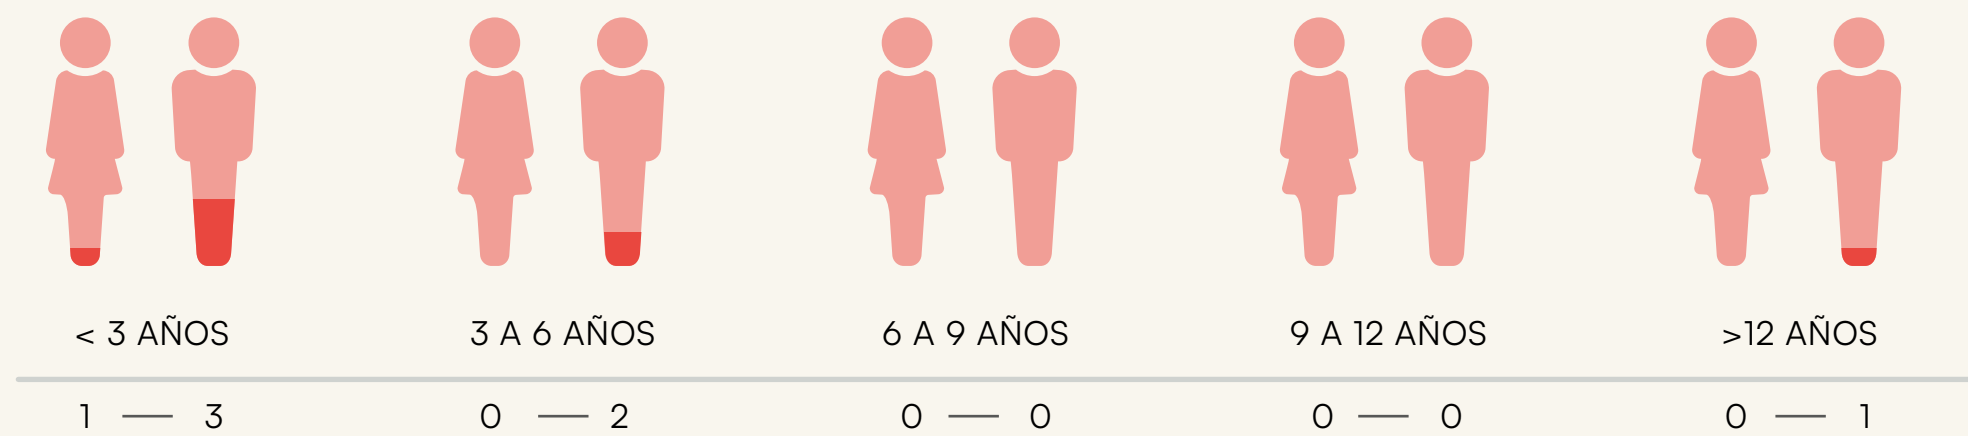 < 3 AÑOS 3 A 6 AÑOS 6 A 9 AÑOS 9 A 12 AÑOS >12 AÑOS
1 — 3 0 — 2 0 — 0 0 — 0 0 — 1